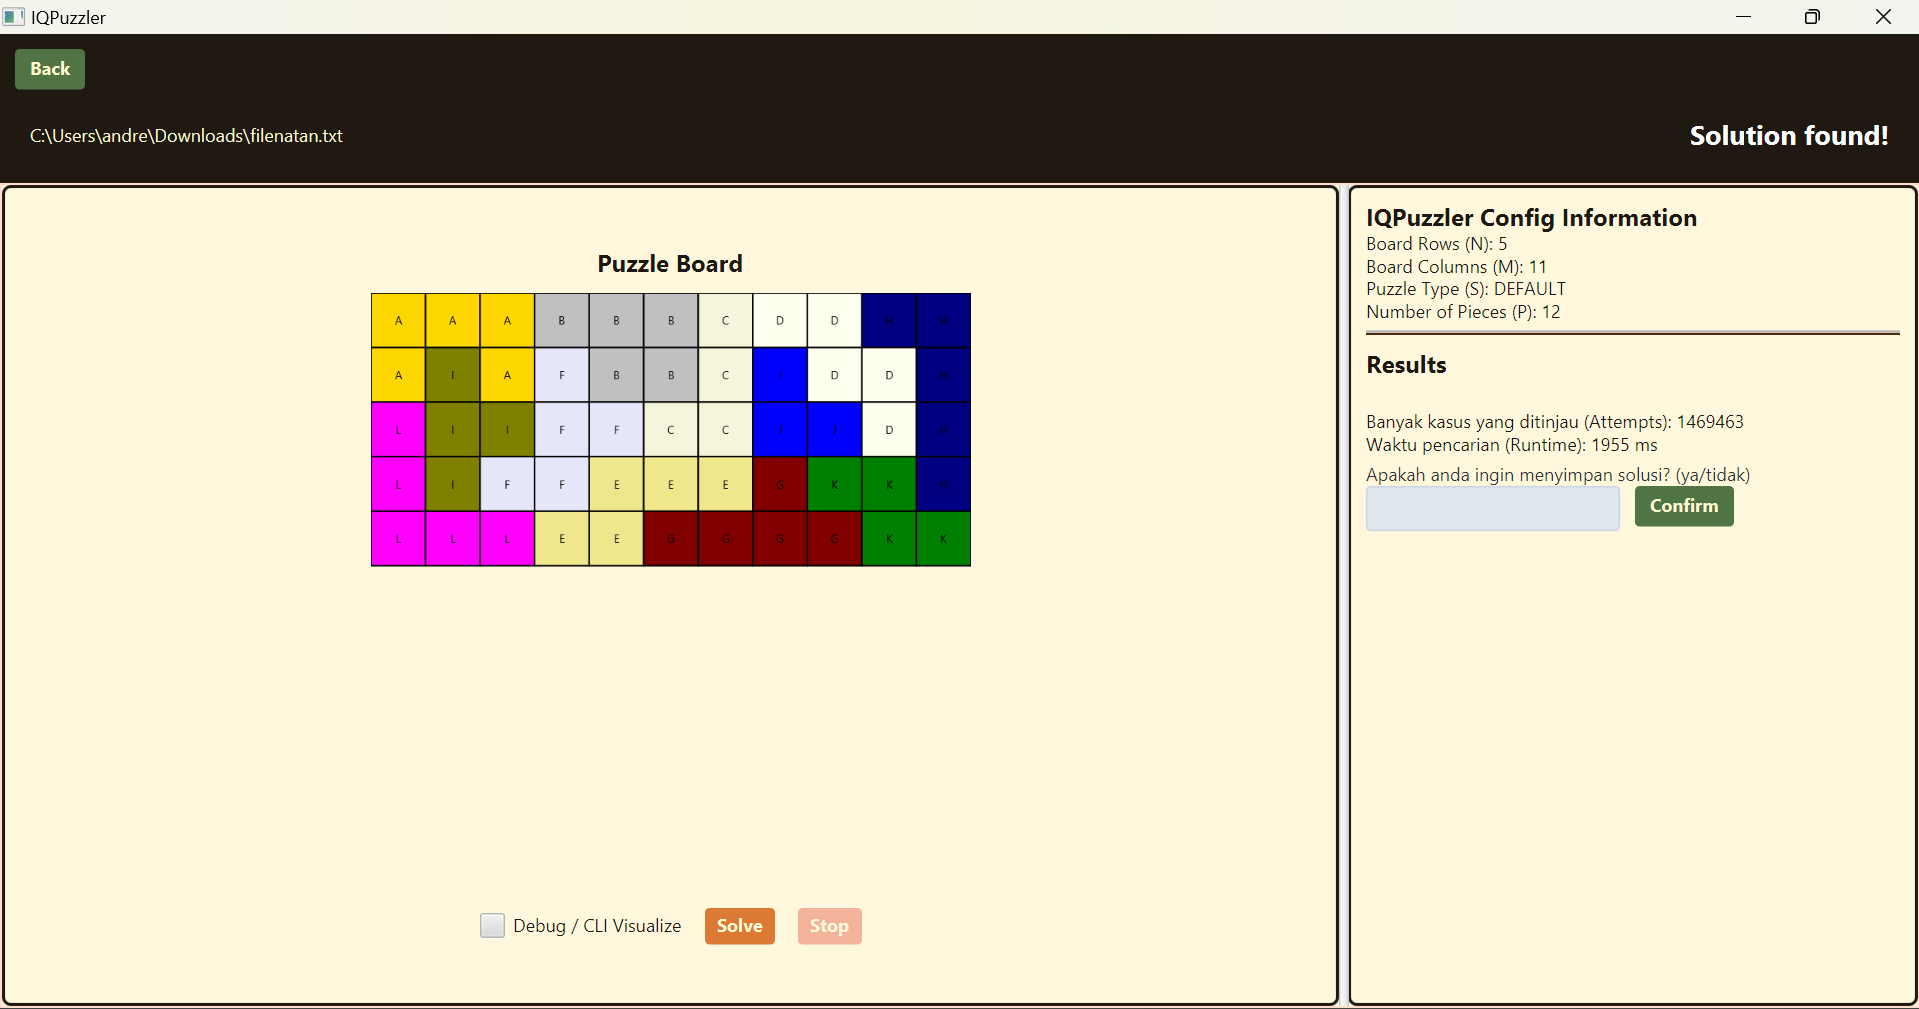 IQPuzzler
Back
C:\Users\andre\Downloads\filenatan.txt
Solution found!
Puzzle Board
A A A B B B C D D H H
A I A F B B C J D D H
L I I F F C C J J D H
L I F F E E E G K K H
L L L E E G G G G K K
Debug / CLI Visualize
Solve
Stop
IQPuzzler Config Information
Board Rows (N): 5
Board Columns (M): 11
Puzzle Type (S): DEFAULT
Number of Pieces (P): 12
Results
Banyak kasus yang ditinjau (Attempts): 1469463
Waktu pencarian (Runtime): 1955 ms
Apakah anda ingin menyimpan solusi? (ya/tidak)
Confirm